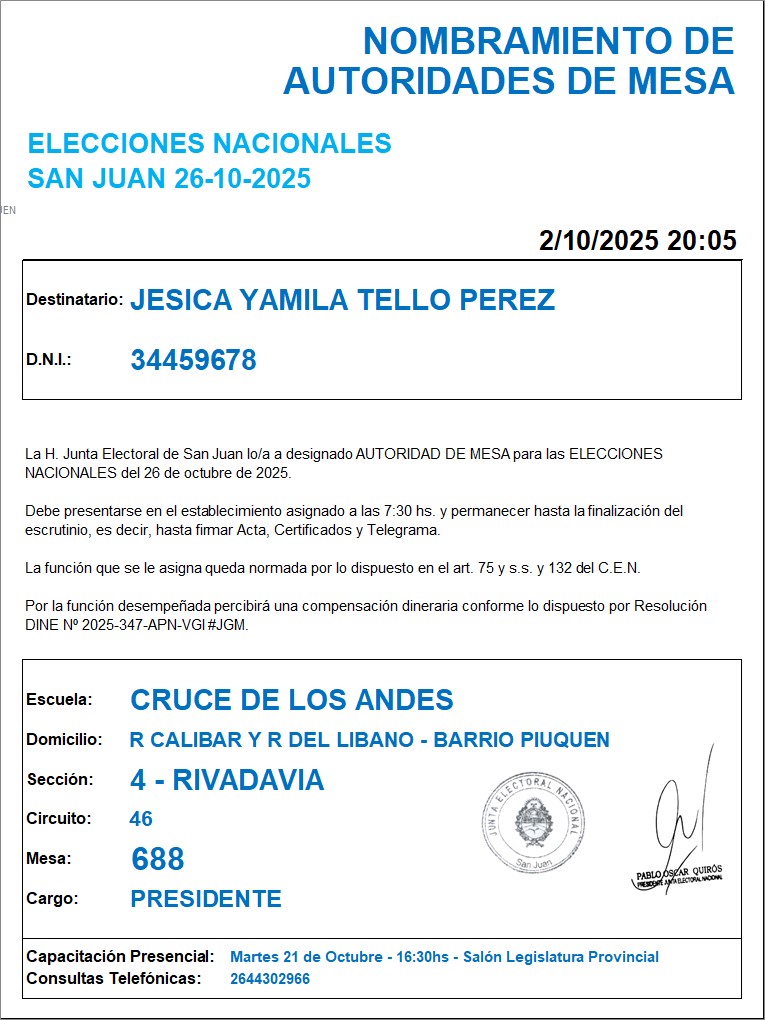 NOMBRAMIENTO DE
AUTORIDADES DE MESA
ELECCIONES NACIONALES
SAN JUAN 26-10-2025
JEN
2/10/2025 20:05
Destinatario: JESICA YAMILA TELLO PEREZ
D.N.I.: 34459678
La H. Junta Electoral de San Juan lo/a a designado AUTORIDAD DE MESA para las ELECCIONES
NACIONALES del 26 de octubre de 2025.
Debe presentarse en el establecimiento asignado a las 7:30 hs. y permanecer hasta la finalización del
escrutinio, es decir, hasta firmar Acta, Certificados y Telegrama.
La función que se le asigna queda normada por lo dispuesto en el art. 75 y s.s. y 132 del C.E.N.
Por la función desempeñada percibirá una compensación dineraria conforme lo dispuesto por Resolución
DINE Nº 2025-347-APN-VGI#JGM.
Escuela: CRUCE DE LOS ANDES
Domicilio: R CALIBAR Y R DEL LIBANO - BARRIO PIUQUEN
Sección: 4 - RIVADAVIA
Circuito: 46
Mesa: 688
Cargo: PRESIDENTE
JUNTA ELECTORAL NACIONAL
San Juan
PABLO OSCAR QUIRÓS
PRESIDENTE JUNTA ELECTORAL NACIONAL
Capacitación Presencial: Martes 21 de Octubre - 16:30hs - Salón Legislatura Provincial
Consultas Telefónicas: 2644302966